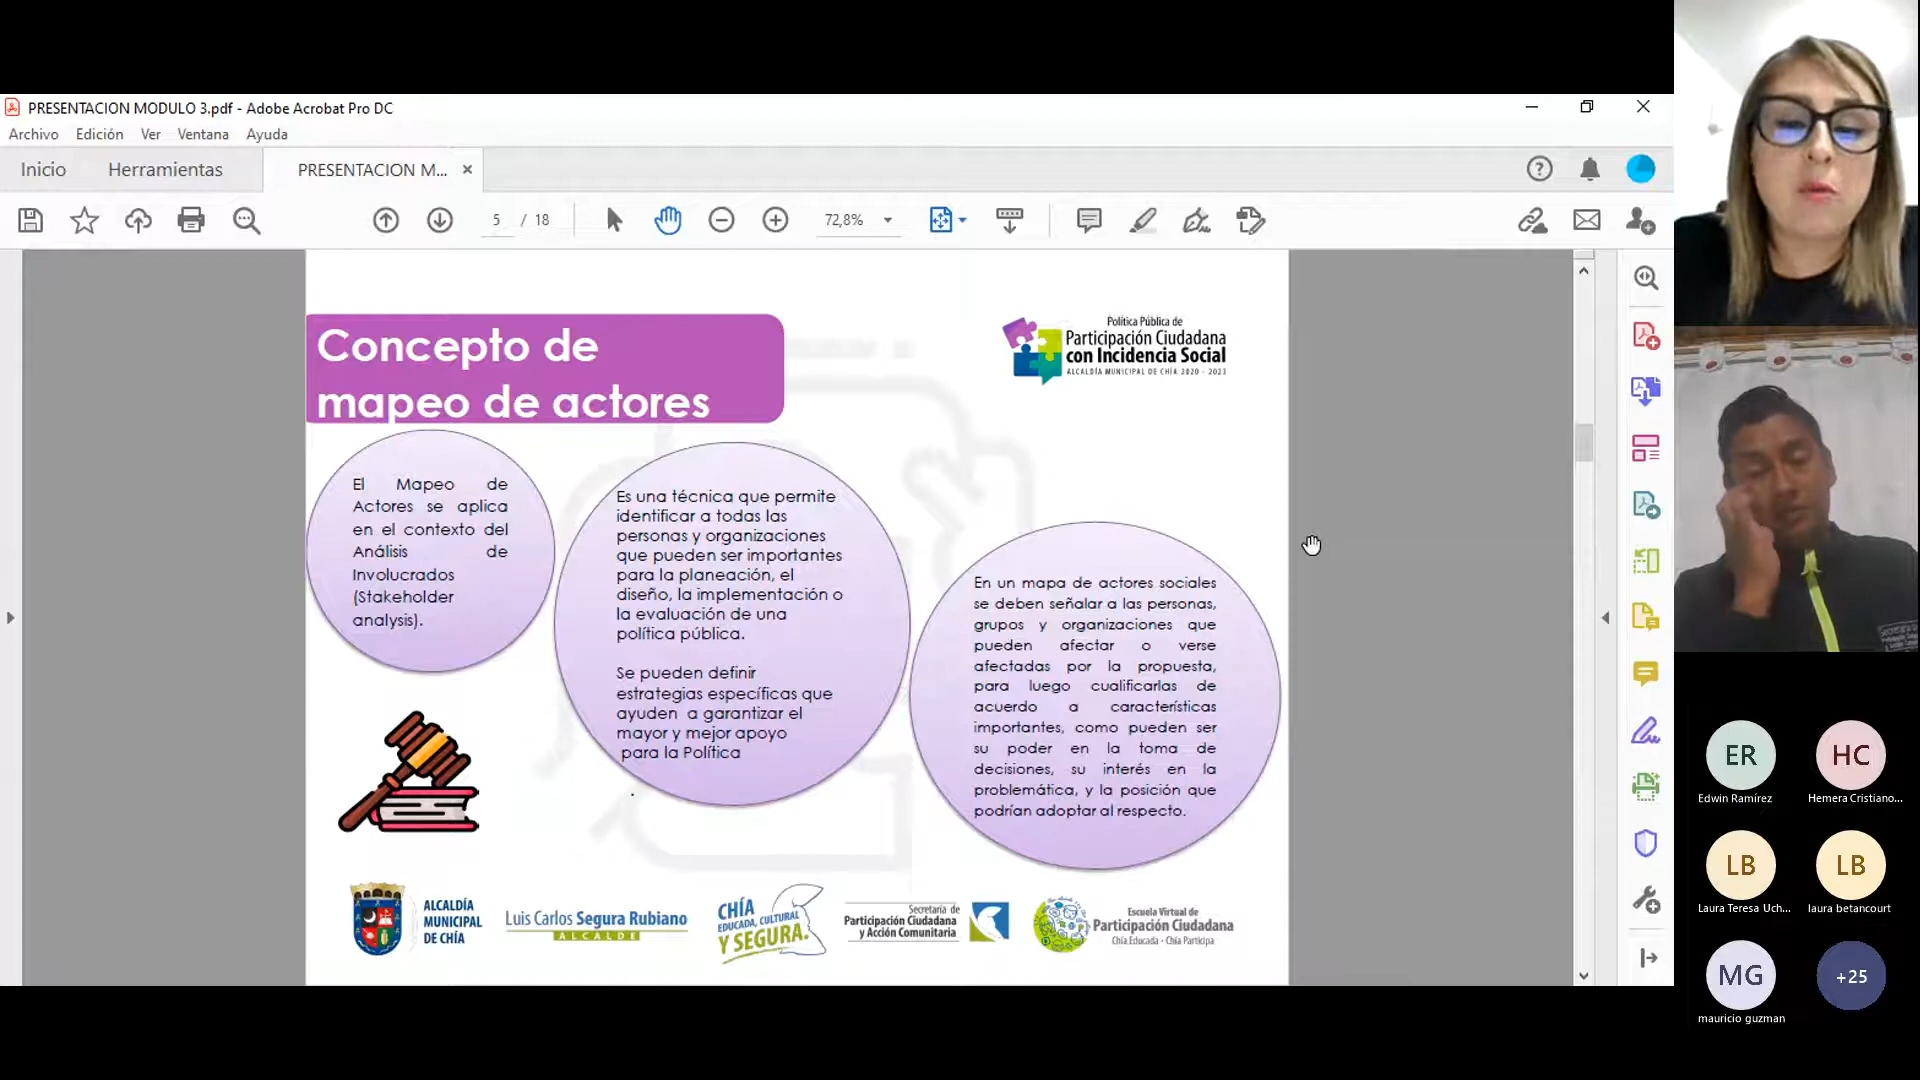 PRESENTACION MODULO 3.pdf - Adobe Acrobat Pro DC
Archivo Edición Ver Ventana Ayuda
Inicio Herramientas PRESENTACION M...
5 / 18 72,8%
Concepto de
mapeo de actores
Política Pública de
Participación Ciudadana
con Incidencia Social
ALCALDÍA MUNICIPAL DE CHÍA 2020 - 2023
El Mapeo de
Actores se aplica
en el contexto del
Análisis de
Involucrados
(Stakeholder
analysis).
Es una técnica que permite
identificar a todas las
personas y organizaciones
que pueden ser importantes
para la planeación, el
diseño, la implementación o
la evaluación de una
política pública.
Se pueden definir
estrategias específicas que
ayuden a garantizar el
mayor y mejor apoyo
para la Política
.
En un mapa de actores sociales
se deben señalar a las personas,
grupos y organizaciones que
pueden afectar o verse
afectadas por la propuesta,
para luego cualificarlas de
acuerdo a características
importantes, como pueden ser
su poder en la toma de
decisiones, su interés en la
problemática, y la posición que
podrían adoptar al respecto.
ALCALDÍA
MUNICIPAL
DE CHÍA
Luis Carlos Segura Rubiano
ALCALDE
CHÍA
EDUCADA, CULTURAL
Y SEGURA.
Secretaría de
Participación Ciudadana
y Acción Comunitaria
Escuela Virtual de
Participación Ciudadana
Chía Educada - Chía Participa
ER HC
Edwin Ramírez Hemera Cristiano...
LB LB
Laura Teresa Uch... laura betancourt
MG +25
mauricio guzman